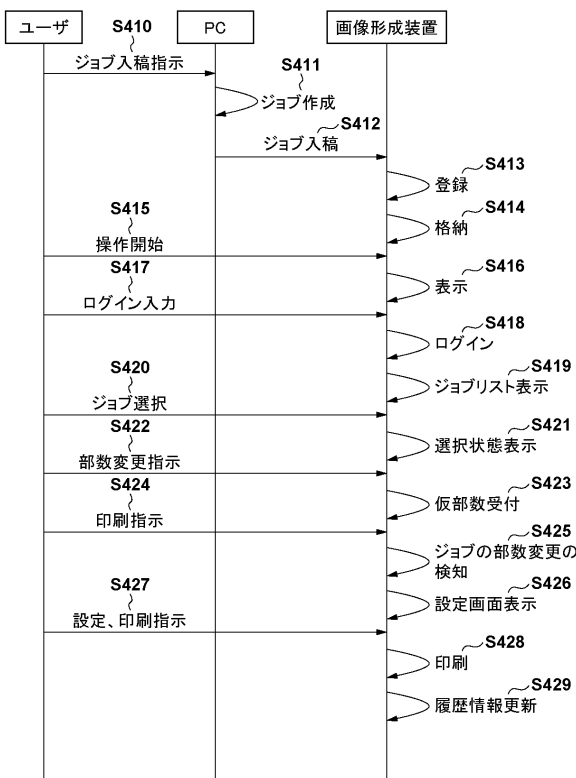 ユーザ
PC
画像形成装置
S410
ジョブ入稿指示
S411
ジョブ作成
S412
ジョブ入稿
S413
登録
S414
格納
S415
操作開始
S416
表示
S417
ログイン入力
S418
ログイン
S419
ジョブリスト表示
S420
ジョブ選択
S421
選択状態表示
S422
部数変更指示
S423
仮部数受付
S424
印刷指示
S425
ジョブの部数変更の
検知
S426
設定画面表示
S427
設定、印刷指示
S428
印刷
S429
履歴情報更新